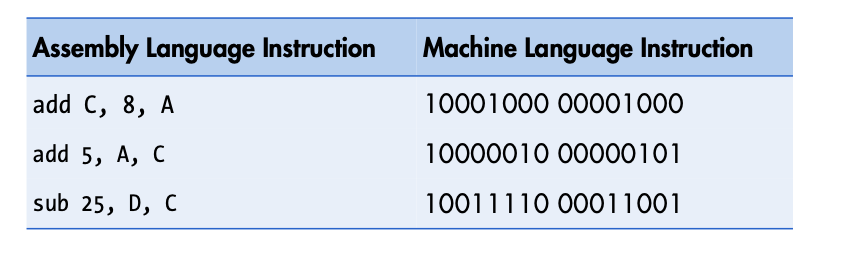 Assembly Language Instruction Machine Language Instruction
add C, 8, A 10001000 00001000
add 5, A, C 10000010 00000101
sub 25, D, C 10011110 00011001